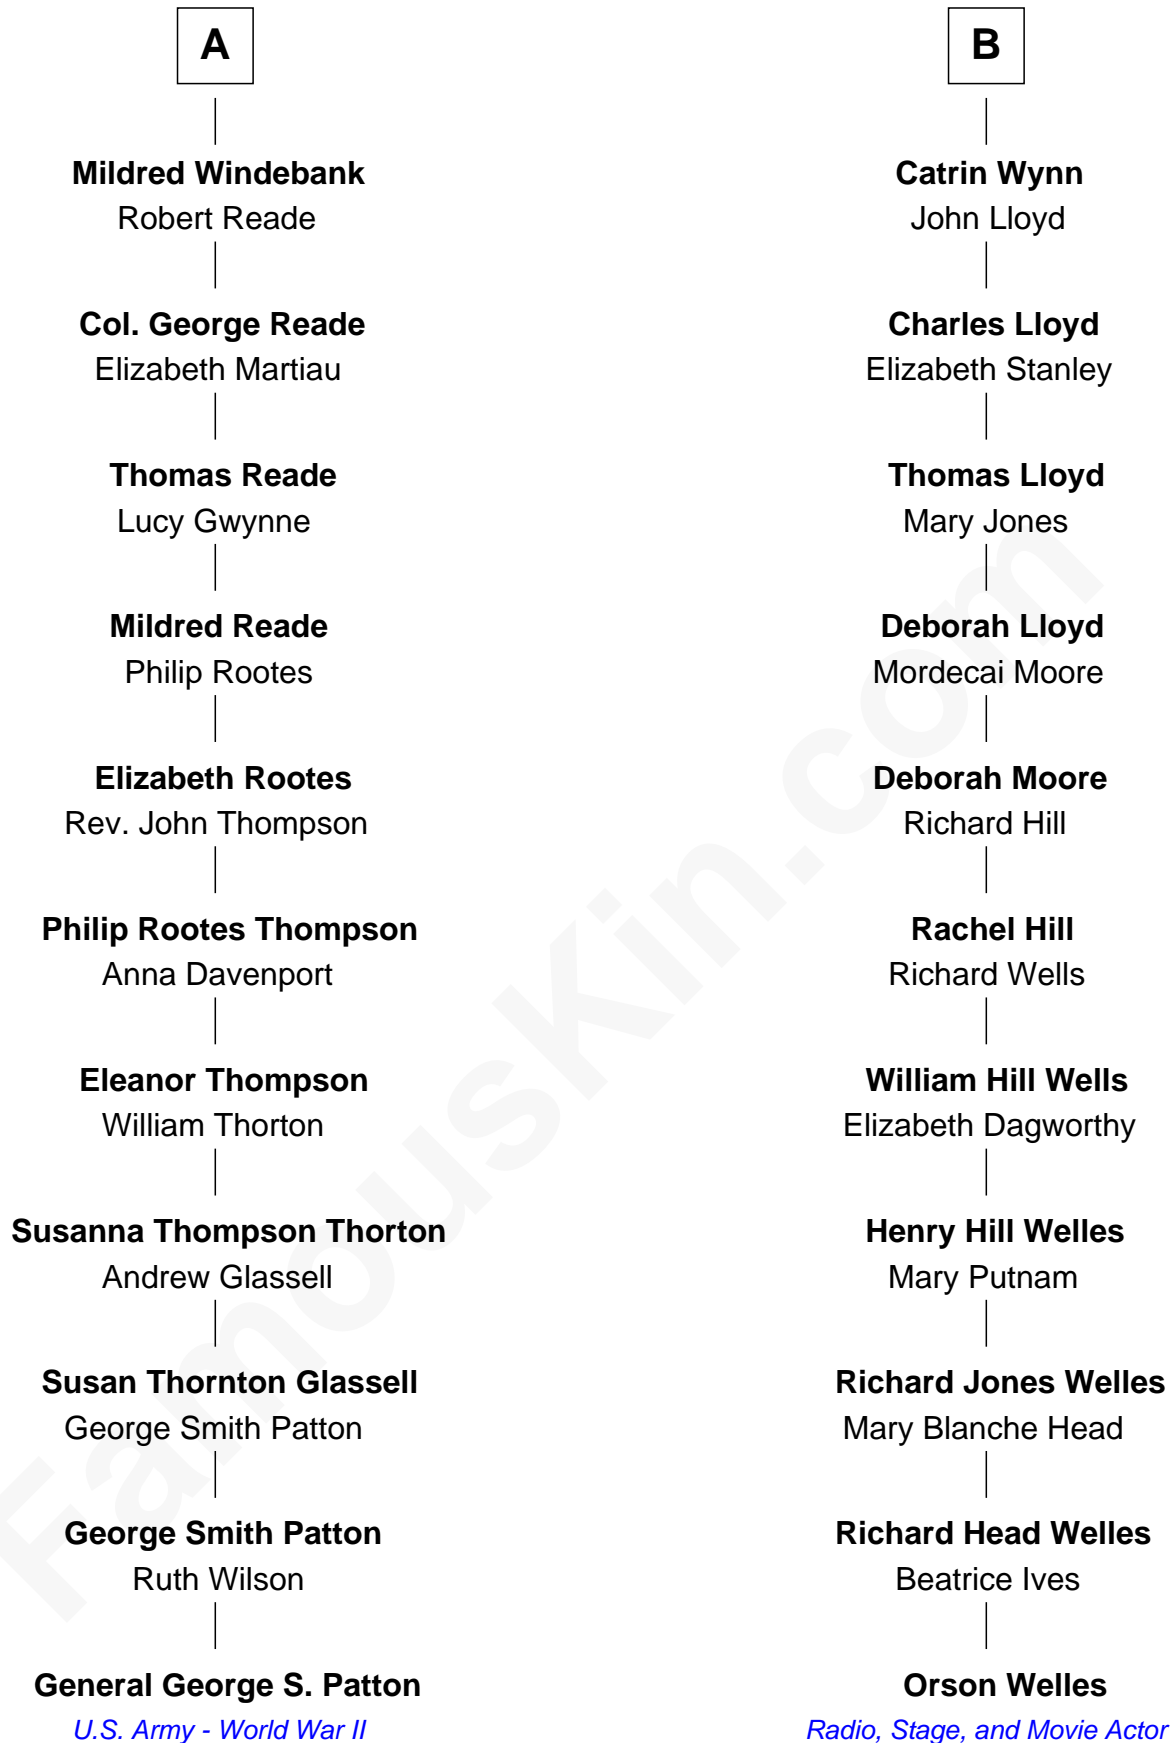 A
Mildred Windebank
Robert Reade
Col. George Reade
Elizabeth Martiau
Thomas Reade
Lucy Gwynne
Mildred Reade
Philip Rootes
Elizabeth Rootes
Rev. John Thompson
Philip Rootes Thompson
Anna Davenport
Eleanor Thompson
William Thorton
Susanna Thompson Thorton
Andrew Glassell
Susan Thornton Glassell
George Smith Patton
George Smith Patton
Ruth Wilson
General George S. Patton
U.S. Army - World War II
B
Catrin Wynn
John Lloyd
Charles Lloyd
Elizabeth Stanley
Thomas Lloyd
Mary Jones
Deborah Lloyd
Mordecai Moore
Deborah Moore
Richard Hill
Rachel Hill
Richard Wells
William Hill Wells
Elizabeth Dagworthy
Henry Hill Welles
Mary Putnam
Richard Jones Welles
Mary Blanche Head
Richard Head Welles
Beatrice Ives
Orson Welles
Radio, Stage, and Movie Actor
FamousKin.com